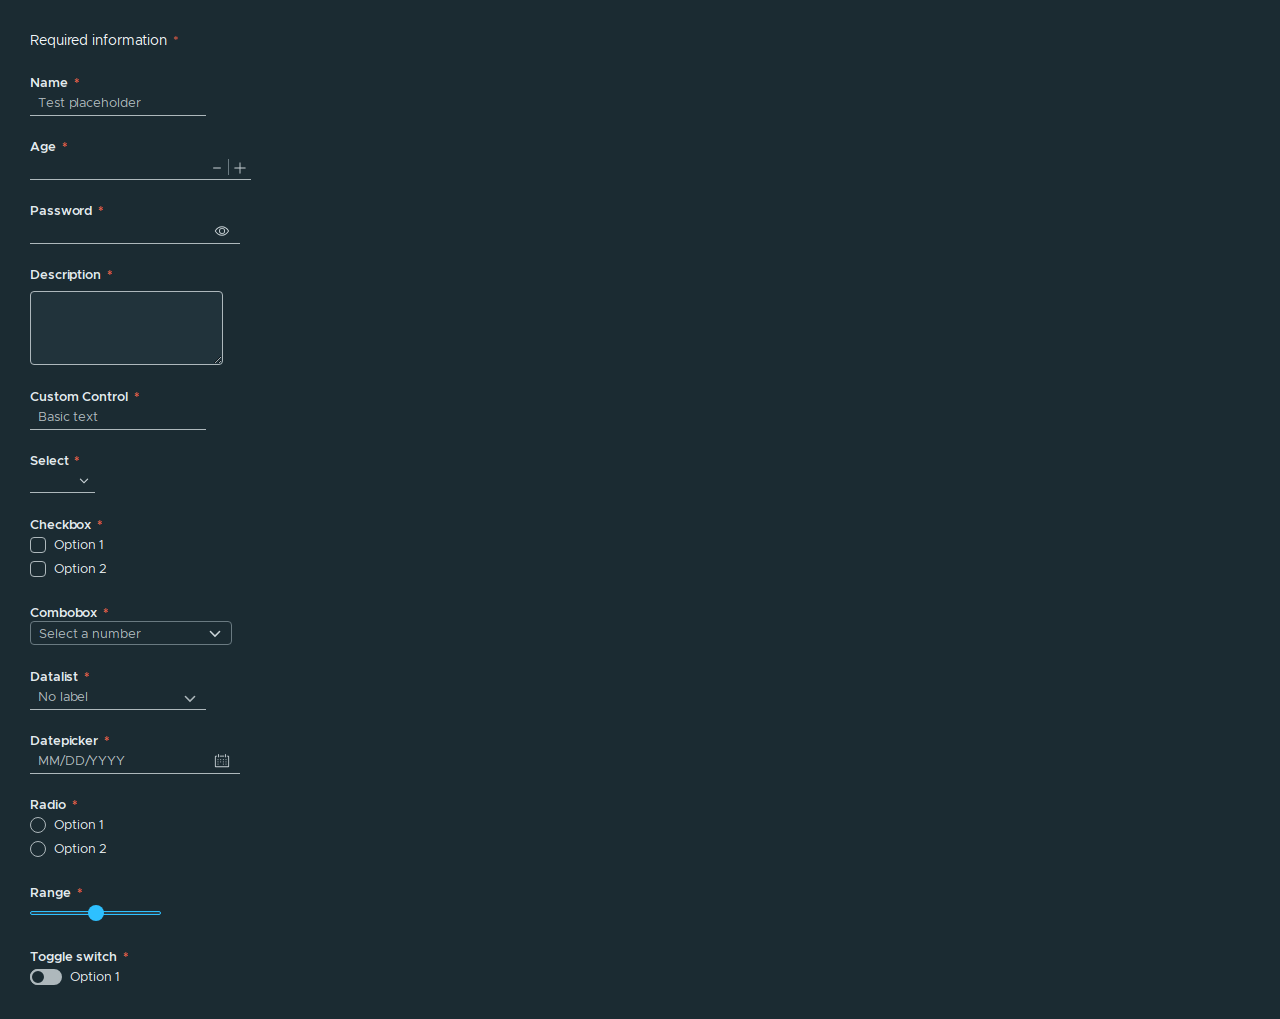 Required information *
Name *
Test placeholder
Age *
Password *
Description *
Custom Control *
Basic text
Select *
Checkbox *
Option 1
Option 2
Combobox *
Select a number
Datalist *
No label
Datepicker *
MM/DD/YYYY
Radio *
Option 1
Option 2
Range *
Toggle switch *
Option 1